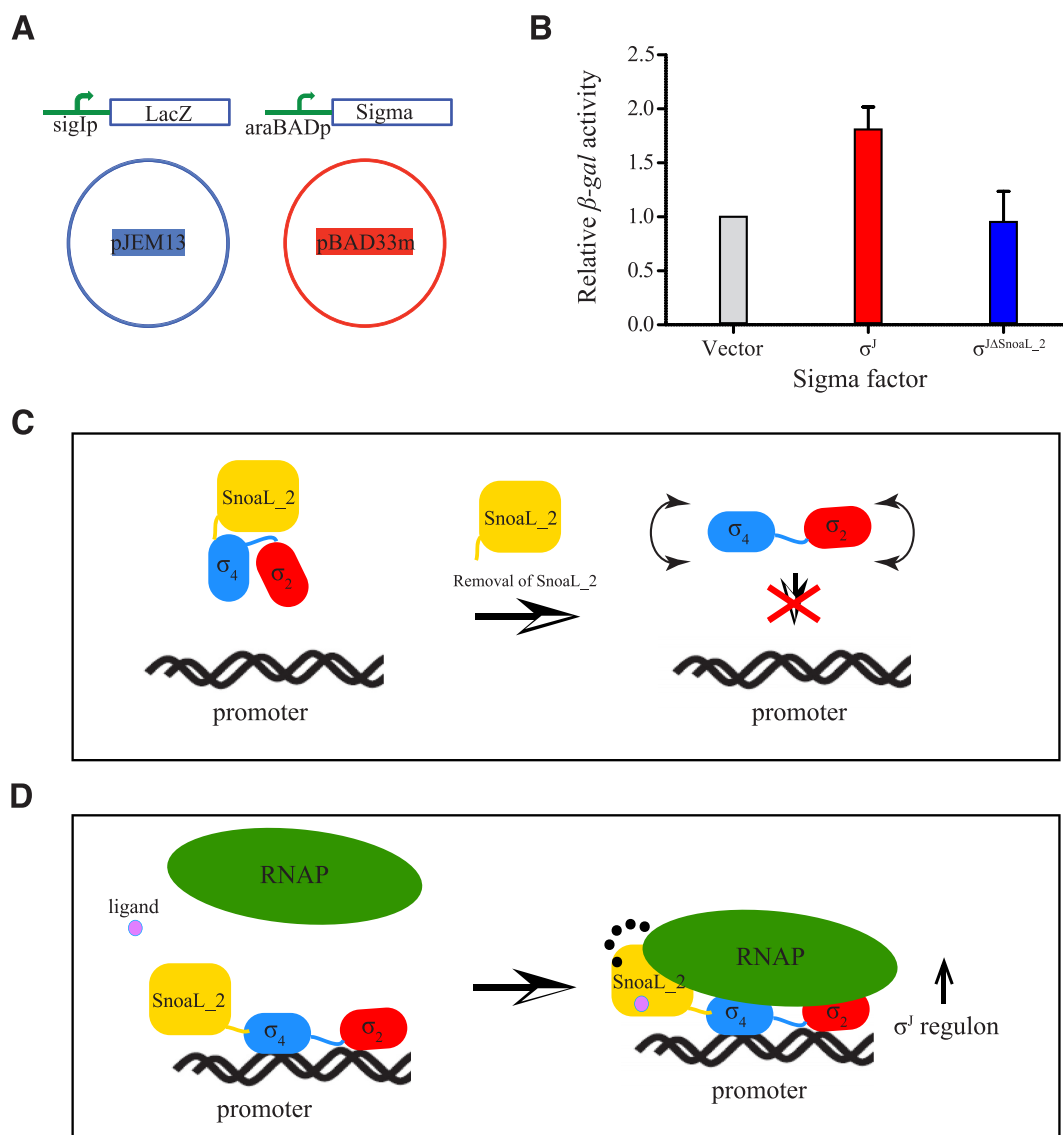 A
sigIp
LacZ
araBADp
Sigma
pJEM13
pBAD33m
B
Relative β-gal activity
2.5
2.0
1.5
1.0
0.5
0.0
Vector
σᴶ
σᴶΔSnoaL_2
Sigma factor
C
SnoaL_2
σ₄
σ₂
promoter
SnoaL_2
Removal of SnoaL_2
σ₄
σ₂
promoter
D
RNAP
ligand
SnoaL_2
σ₄
σ₂
promoter
RNAP
SnoaL_2
σ₄
σ₂
promoter
σᴶ regulon